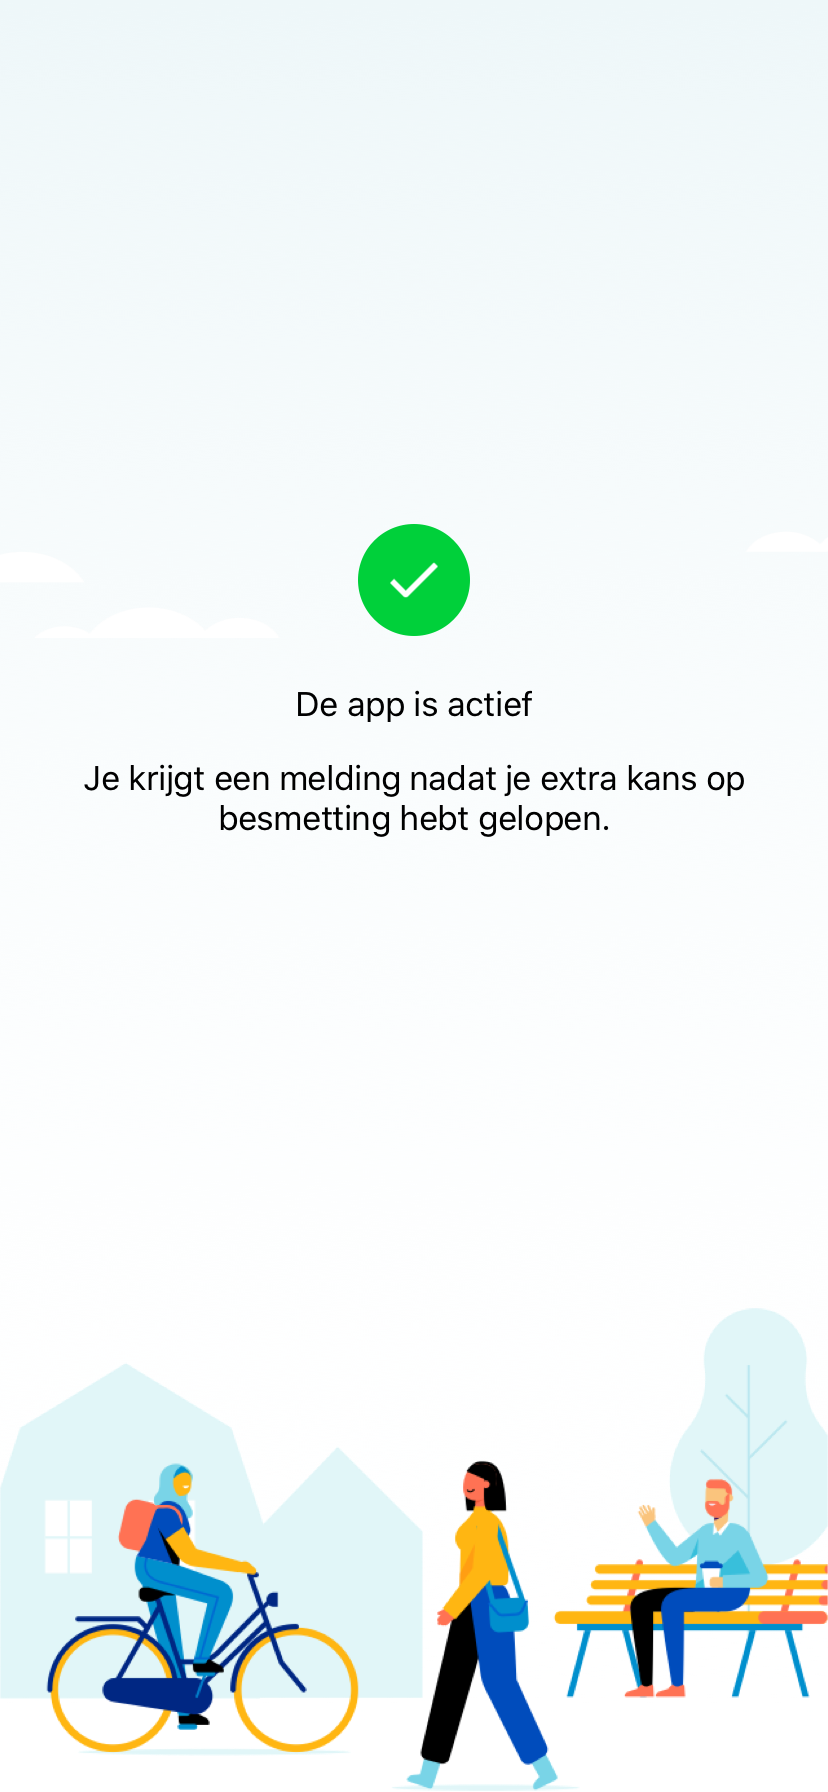 De app is actief
Je krijgt een melding nadat je extra kans op
besmetting hebt gelopen.